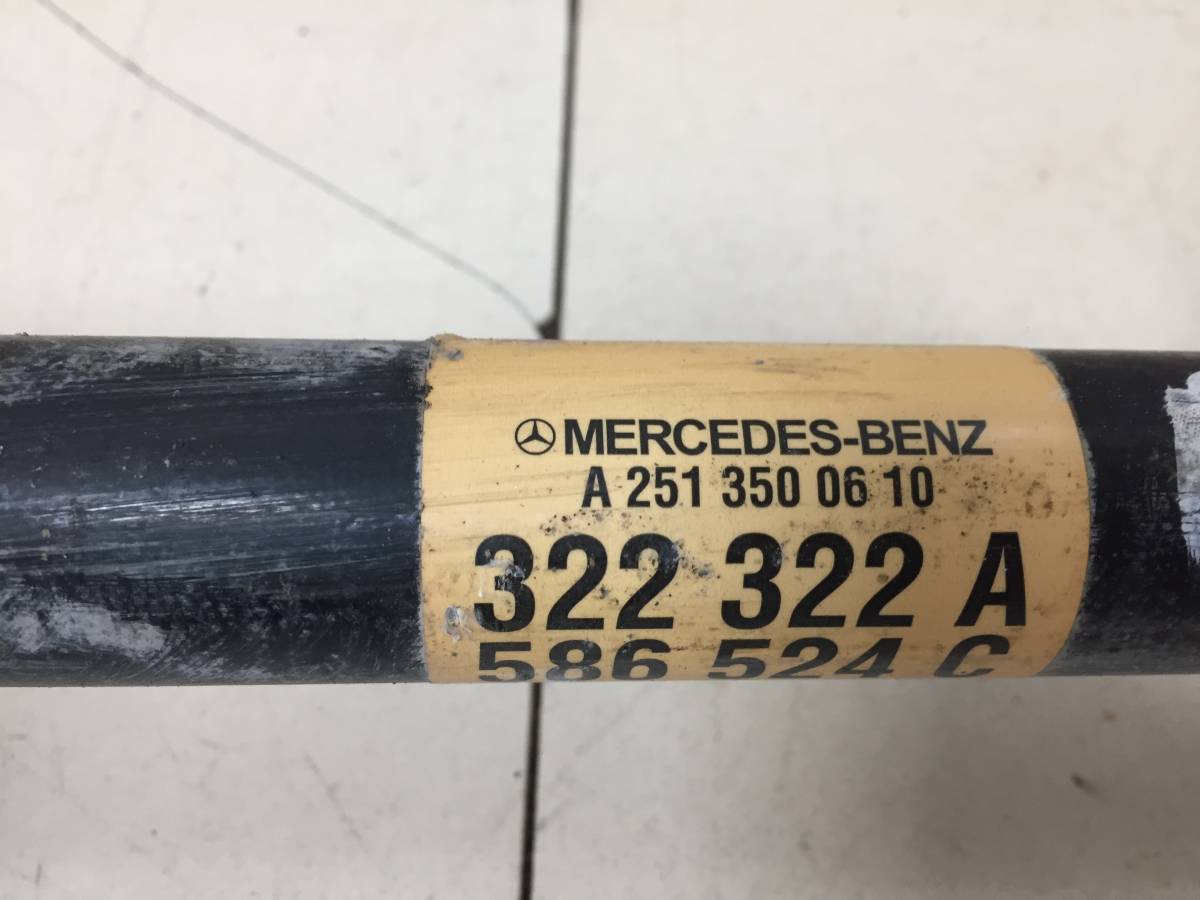 MERCEDES-BENZ
A 251 350 06 10
322 322 A
586 524 C